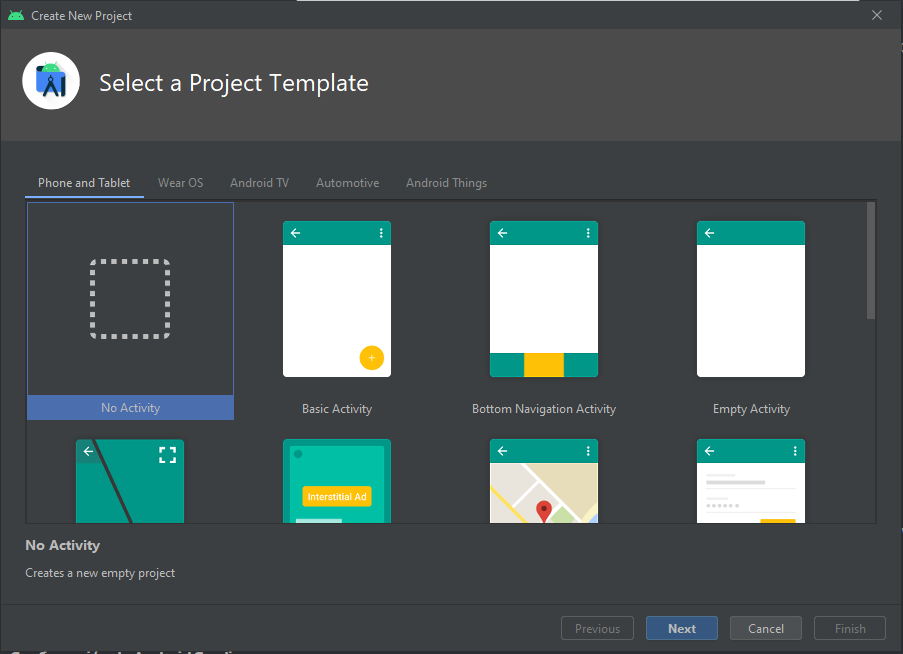 Create New Project
Select a Project Template
Phone and Tablet
Wear OS
Android TV
Automotive
Android Things
No Activity
Basic Activity
Bottom Navigation Activity
Empty Activity
Interstitial Ad
No Activity
Creates a new empty project
Previous
Next
Cancel
Finish